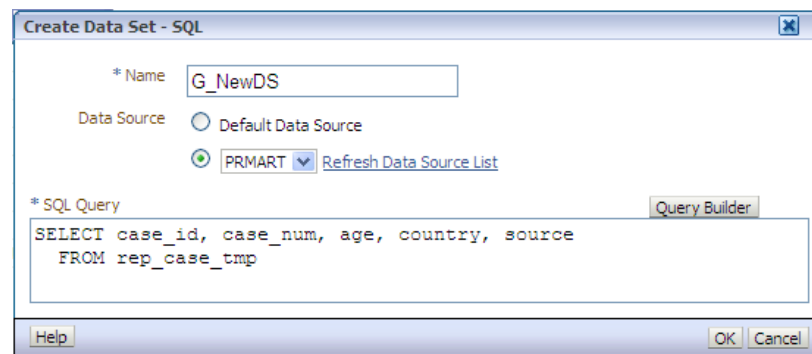 Create Data Set - SQL
* Name G_NewDS
Data Source Default Data Source
PRMART Refresh Data Source List
* SQL Query Query Builder
SELECT case_id, case_num, age, country, source
FROM rep_case_tmp
Help OK Cancel